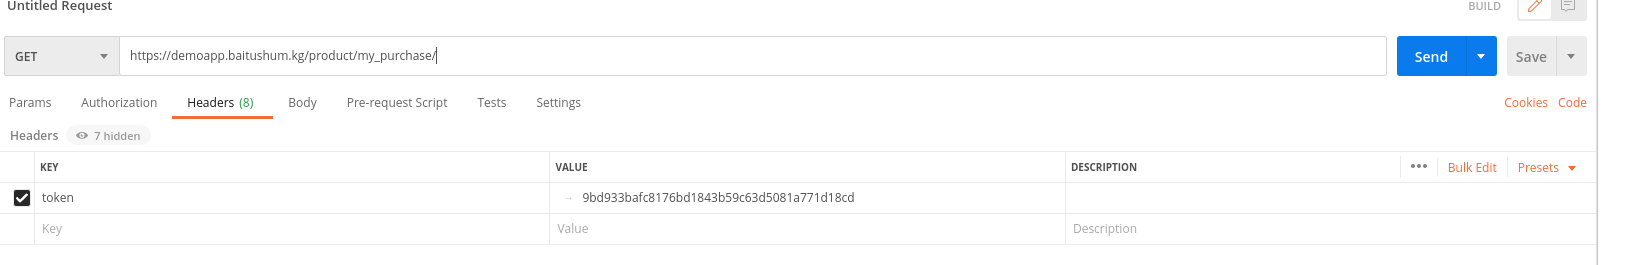 Untitled Request
BUILD
GET https://demoapp.baitushum.kg/product/my_purchase/ Send Save
Params Authorization Headers (8) Body Pre-request Script Tests Settings Cookies Code
Headers 7 hidden
KEY VALUE DESCRIPTION ••• Bulk Edit Presets
token → 9bd933bafc8176bd1843b59c63d5081a771d18cd
Key Value Description